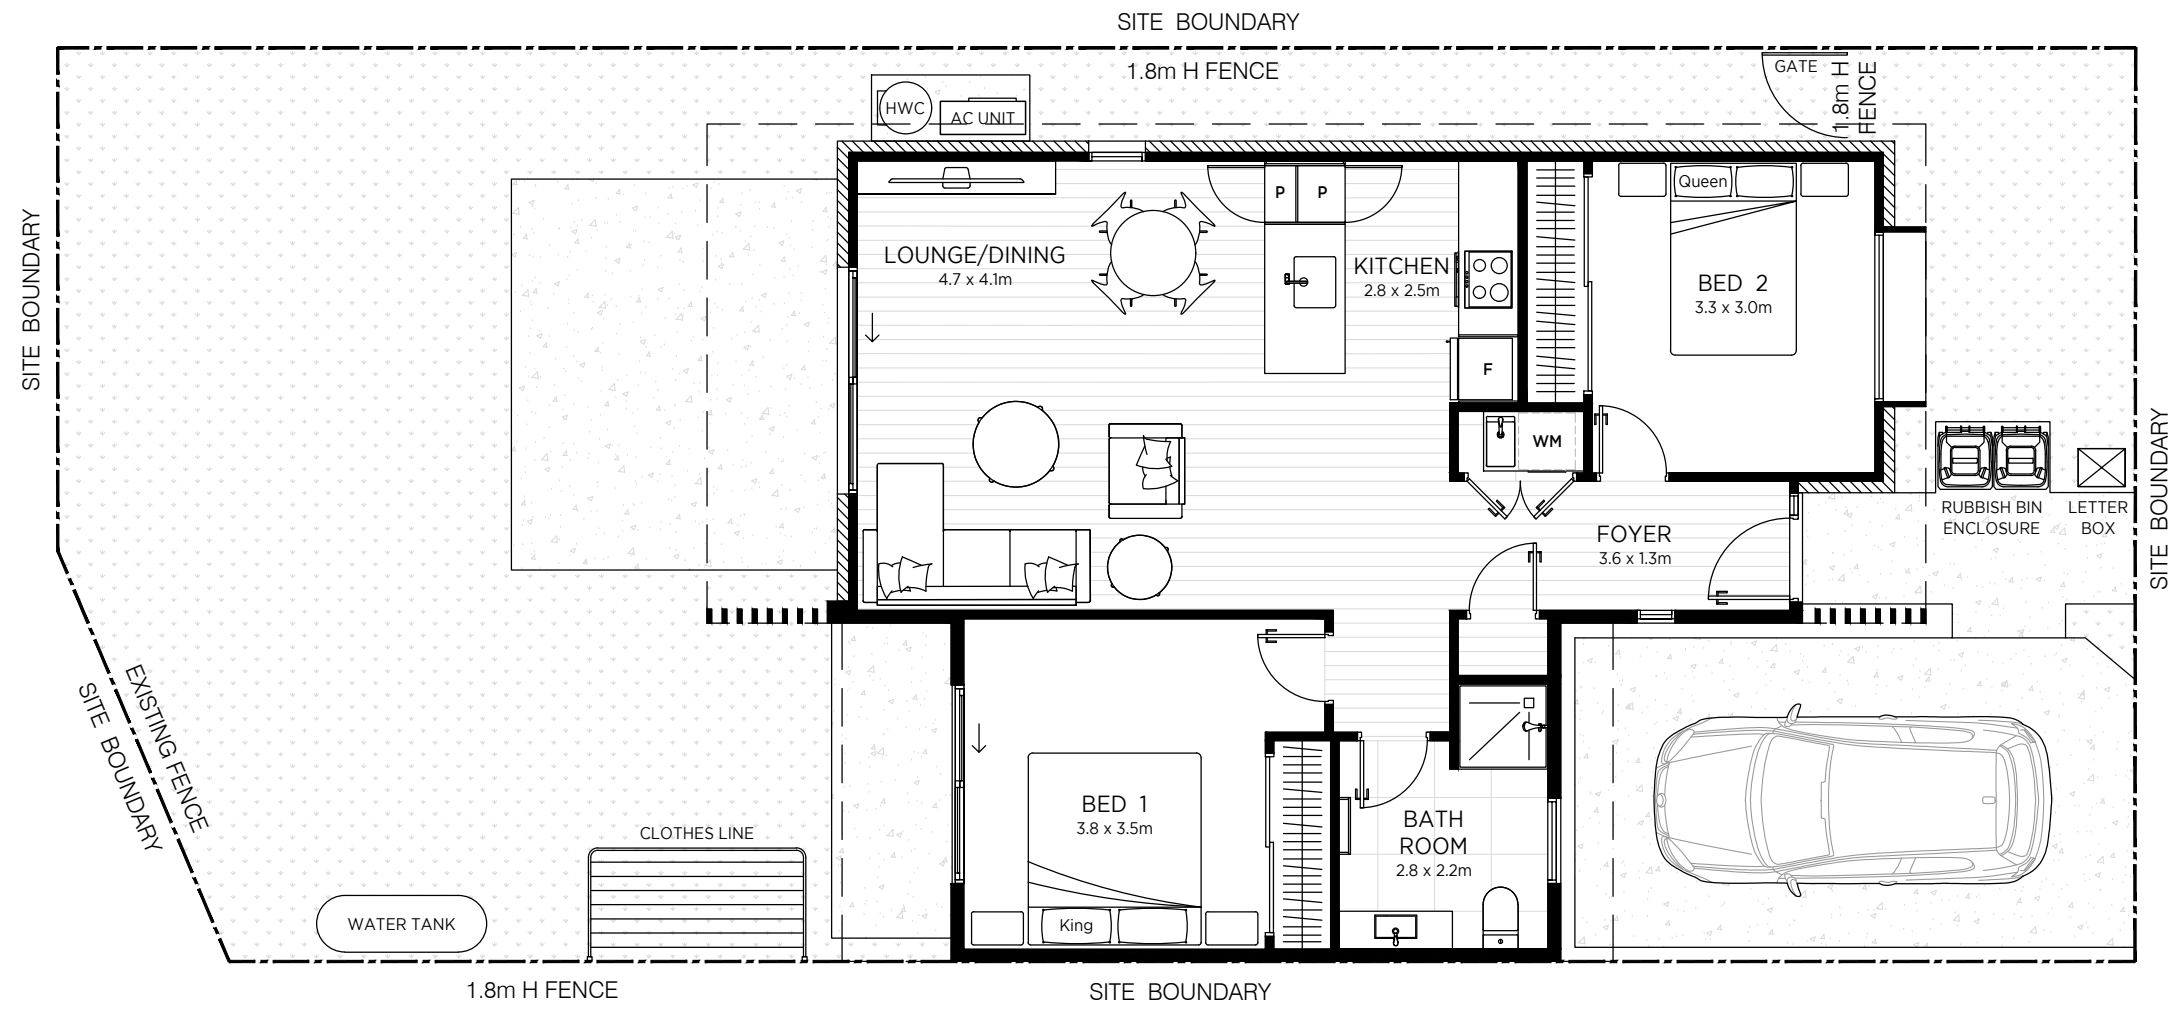 SITE BOUNDARY
1.8m H FENCE
GATE
1.8m H
FENCE
HWC
AC UNIT
P
P
Queen
LOUNGE/DINING
4.7 x 4.1m
KITCHEN
2.8 x 2.5m
BED 2
3.3 x 3.0m
SITE BOUNDARY
F
WM
RUBBISH BIN
ENCLOSURE
LETTER
BOX
SITE BOUNDARY
FOYER
3.6 x 1.3m
EXISTING FENCE
SITE BOUNDARY
BED 1
3.8 x 3.5m
BATH
ROOM
2.8 x 2.2m
CLOTHES LINE
WATER TANK
King
1.8m H FENCE
SITE BOUNDARY